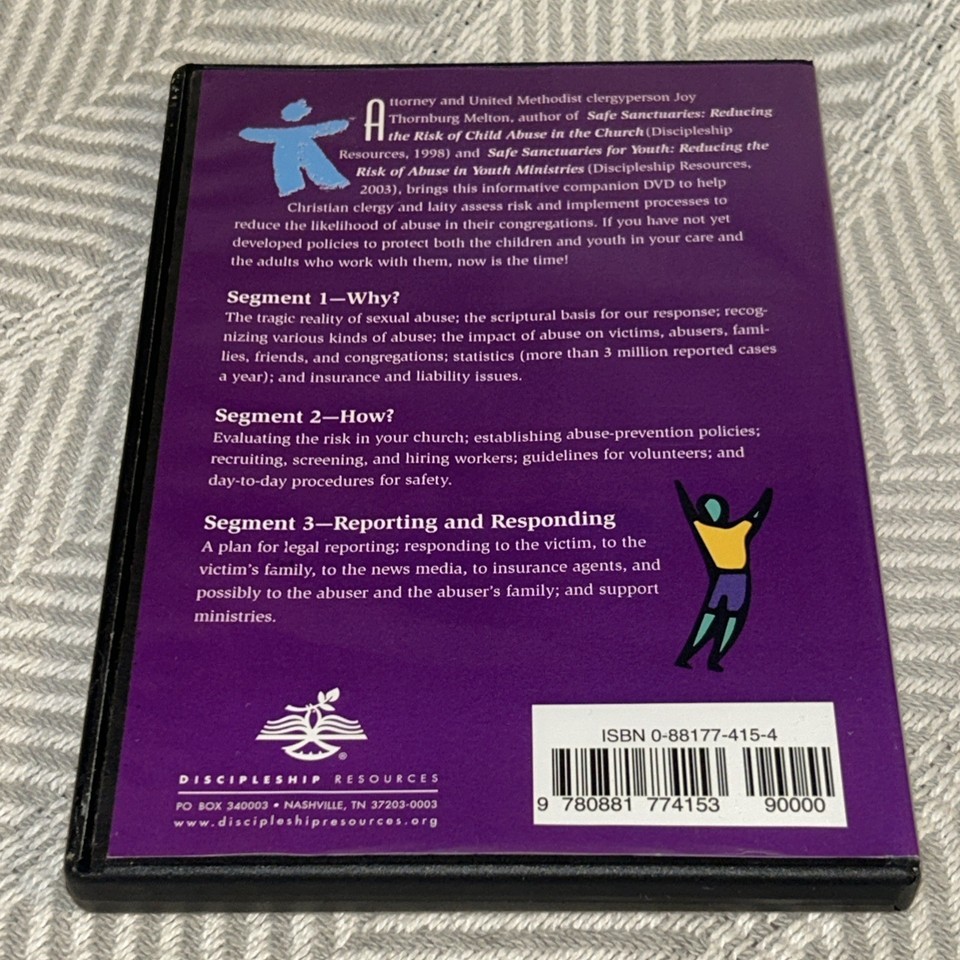 Attorney and United Methodist clergyperson Joy
Thornburg Melton, author of Safe Sanctuaries: Reducing
the Risk of Child Abuse in the Church (Discipleship
Resources, 1998) and Safe Sanctuaries for Youth: Reducing the
Risk of Abuse in Youth Ministries (Discipleship Resources,
2003), brings this informative companion DVD to help
Christian clergy and laity assess risk and implement processes to
reduce the likelihood of abuse in their congregations. If you have not yet
developed policies to protect both the children and youth in your care and
the adults who work with them, now is the time!
Segment 1—Why?
The tragic reality of sexual abuse; the scriptural basis for our response; recog-
nizing various kinds of abuse; the impact of abuse on victims, abusers, fami-
lies, friends, and congregations; statistics (more than 3 million reported cases
a year); and insurance and liability issues.
Segment 2—How?
Evaluating the risk in your church; establishing abuse-prevention policies;
recruiting, screening, and hiring workers; guidelines for volunteers; and
day-to-day procedures for safety.
Segment 3—Reporting and Responding
A plan for legal reporting; responding to the victim, to the
victim's family, to the news media, to insurance agents, and
possibly to the abuser and the abuser's family; and support
ministries.
®
DISCIPLESHIP RESOURCES
PO BOX 340003 • NASHVILLE, TN 37203-0003
www.discipleshipresources.org
ISBN 0-88177-415-4
9 780881 774153 90000